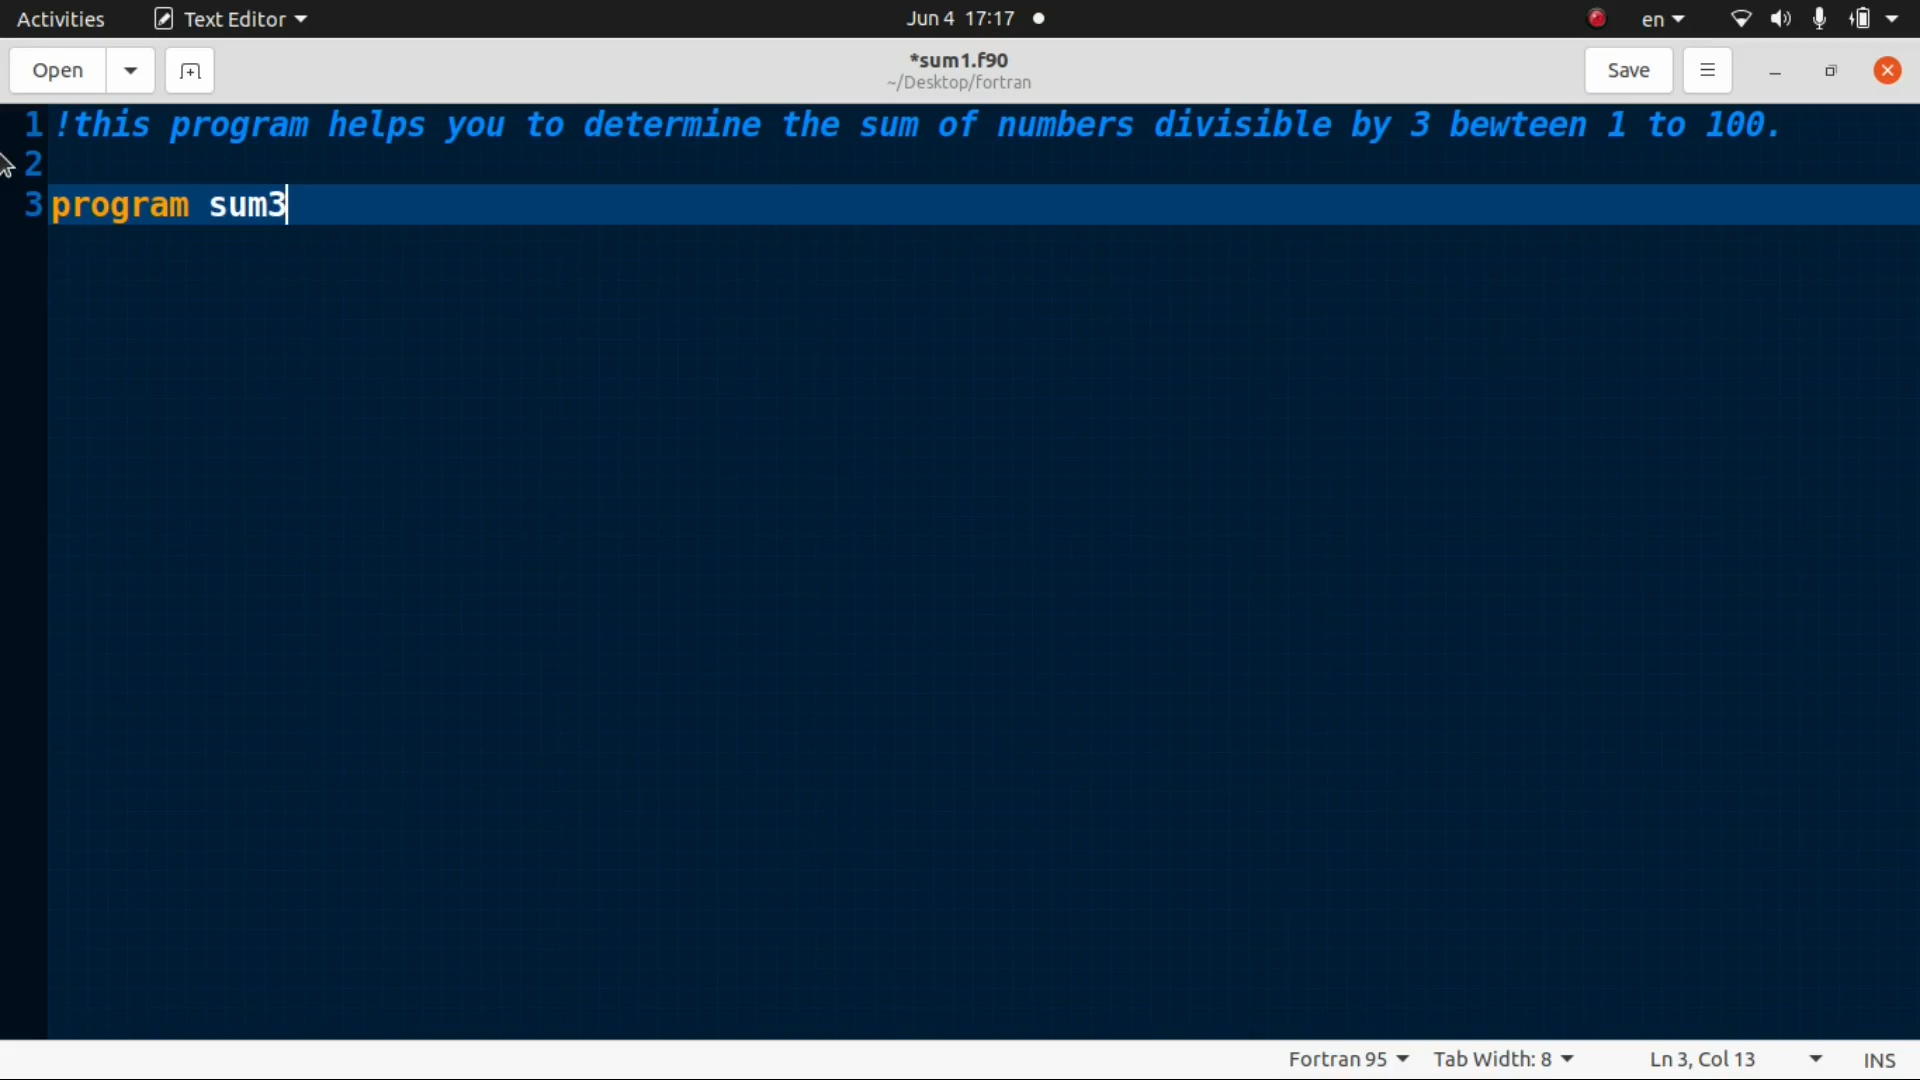 Activities Text Editor Jun 4 17:17 en
Open *sum1.f90 Save
~/Desktop/fortran
1 !this program helps you to determine the sum of numbers divisible by 3 bewteen 1 to 100.
2
3 program sum3
Fortran 95 Tab Width: 8 Ln 3, Col 13 INS